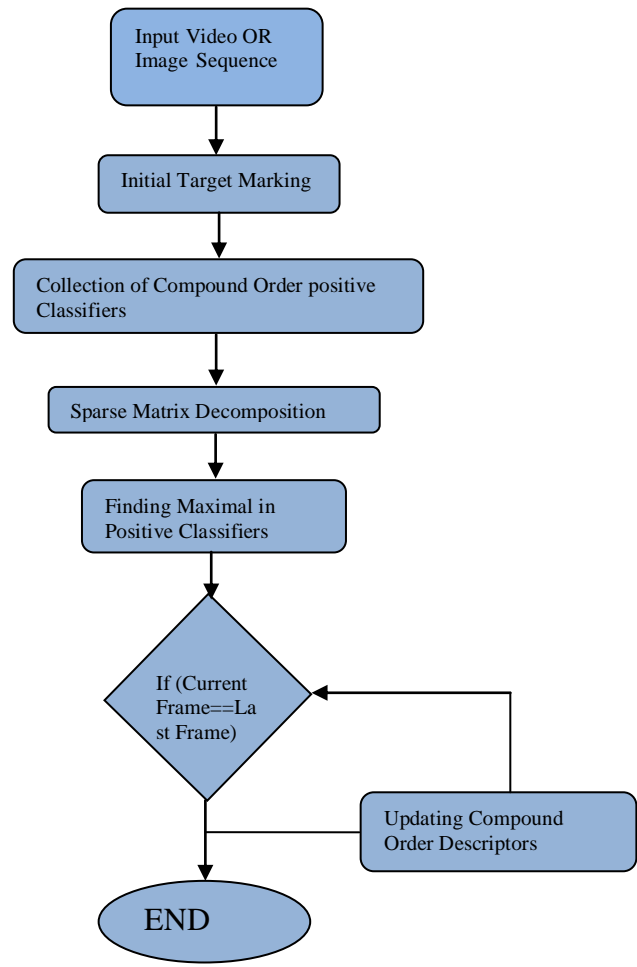 Input Video OR
Image Sequence
Initial Target Marking
Collection of Compound Order positive
Classifiers
Sparse Matrix Decomposition
Finding Maximal in
Positive Classifiers
If (Current
Frame==La
st Frame)
Updating Compound
Order Descriptors
END